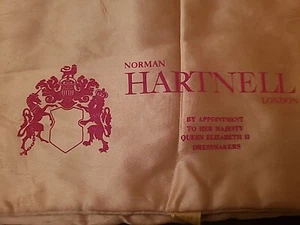 NORMAN
HARTNELL
LONDON
BY APPOINTMENT
TO HER MAJESTY
QUEEN ELIZABETH II
DRESSMAKERS